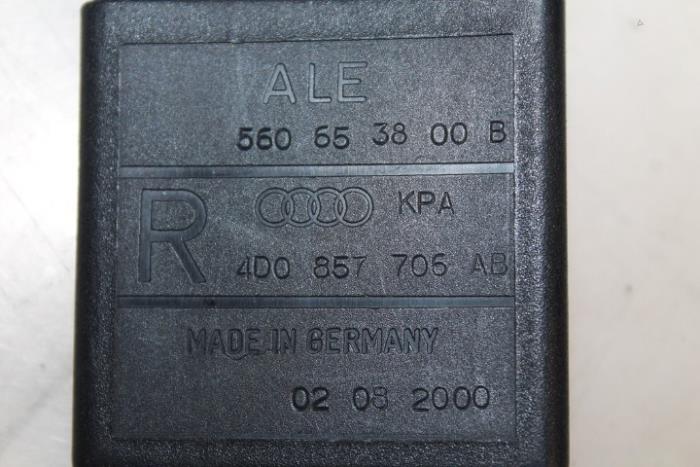 ALE
560 65 38 00 B
R
KPA
4D0 857 706 AB
MADE IN GERMANY
02 08 2000